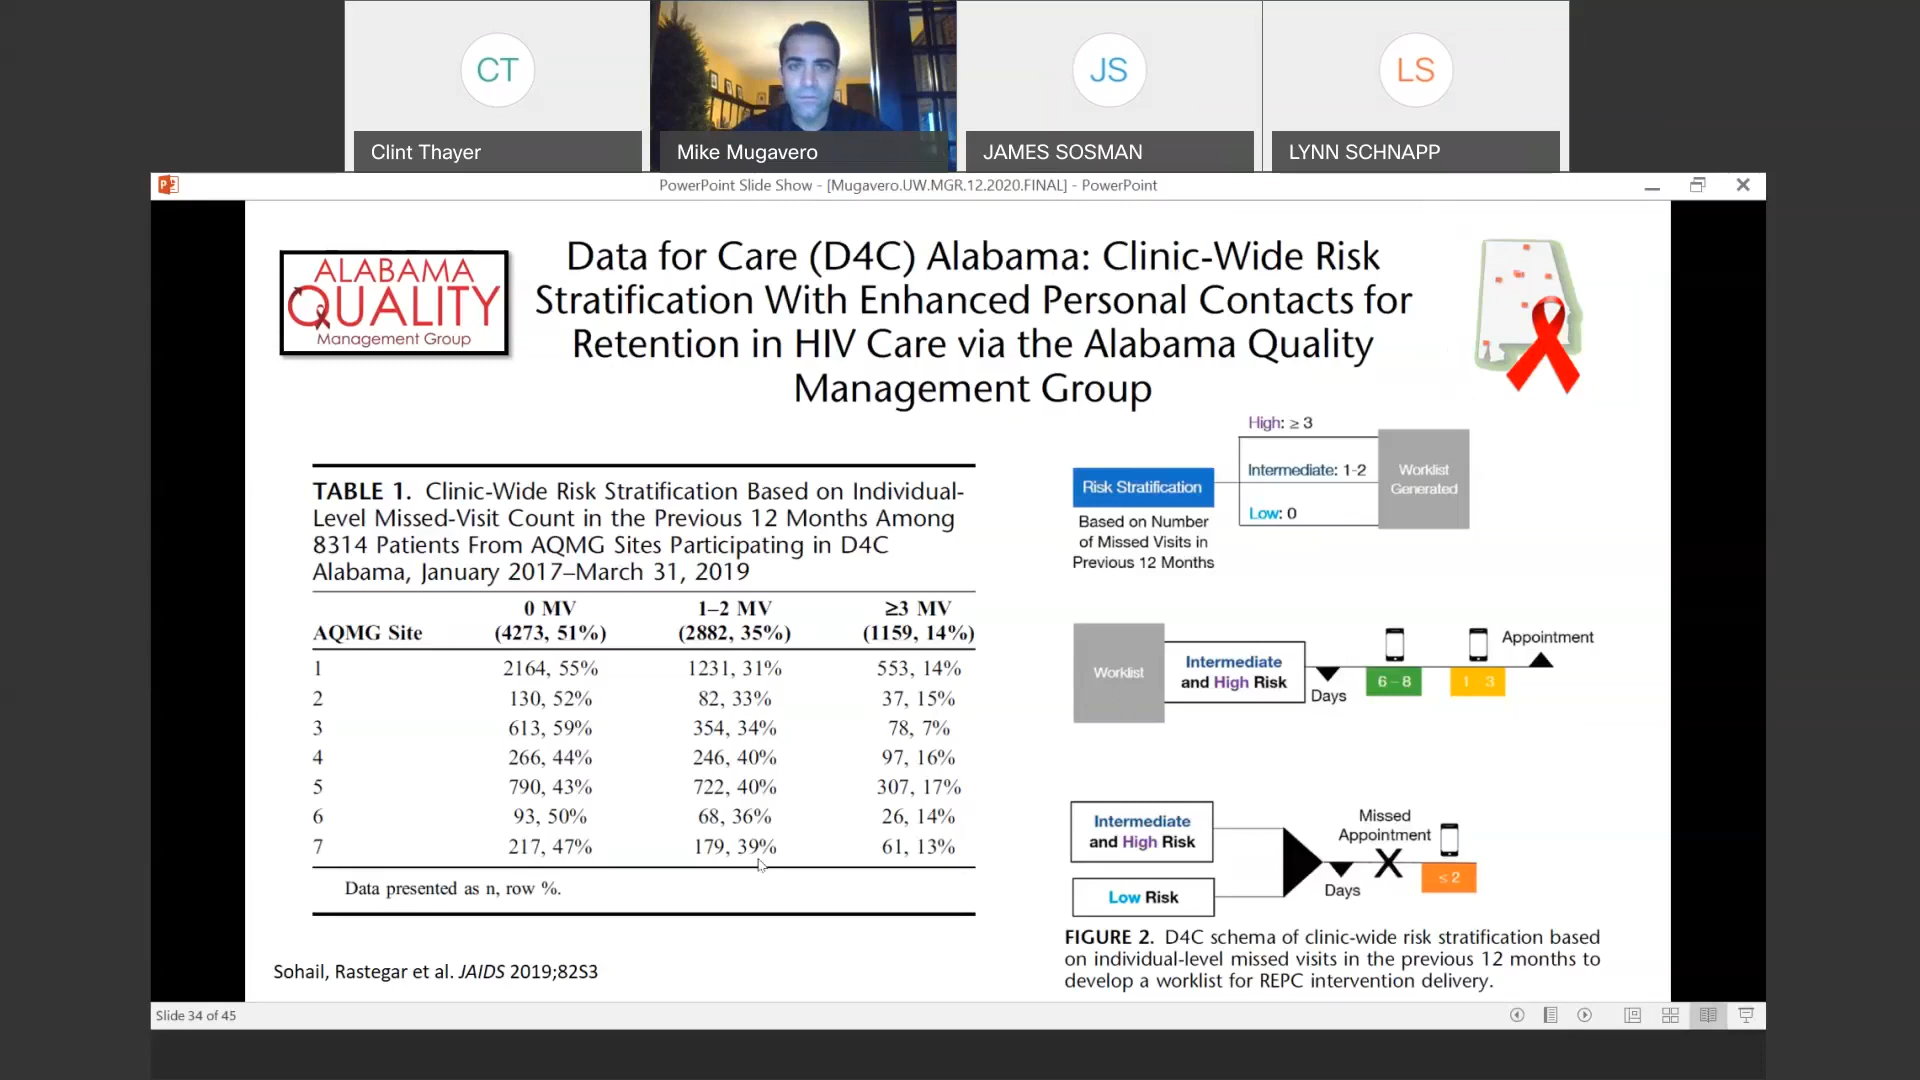 CT
JS
LS
Clint Thayer
Mike Mugavero
JAMES SOSMAN
LYNN SCHNAPP
PowerPoint Slide Show - [Mugavero.UW.MGR.12.2020.FINAL] - PowerPoint
ALABAMA
QUALITY
Management Group
Data for Care (D4C) Alabama: Clinic-Wide Risk
Stratification With Enhanced Personal Contacts for
Retention in HIV Care via the Alabama Quality
Management Group
TABLE 1. Clinic-Wide Risk Stratification Based on Individual-
Level Missed-Visit Count in the Previous 12 Months Among
8314 Patients From AQMG Sites Participating in D4C
Alabama, January 2017–March 31, 2019
0 MV 1–2 MV ≥3 MV
AQMG Site (4273, 51%) (2882, 35%) (1159, 14%)
1 2164, 55% 1231, 31% 553, 14%
2 130, 52% 82, 33% 37, 15%
3 613, 59% 354, 34% 78, 7%
4 266, 44% 246, 40% 97, 16%
5 790, 43% 722, 40% 307, 17%
6 93, 50% 68, 36% 26, 14%
7 217, 47% 179, 39% 61, 13%
Data presented as n, row %.
Sohail, Rastegar et al. JAIDS 2019;82S3
High: ≥ 3
Risk Stratification
Intermediate: 1-2
Low: 0
Worklist
Generated
Based on Number
of Missed Visits in
Previous 12 Months
Worklist
Intermediate
and High Risk
Days
6 – 8
1 – 3
Appointment
Intermediate
and High Risk
Low Risk
Days
Missed
Appointment
X
≤ 2
FIGURE 2. D4C schema of clinic-wide risk stratification based
on individual-level missed visits in the previous 12 months to
develop a worklist for REPC intervention delivery.
Slide 34 of 45